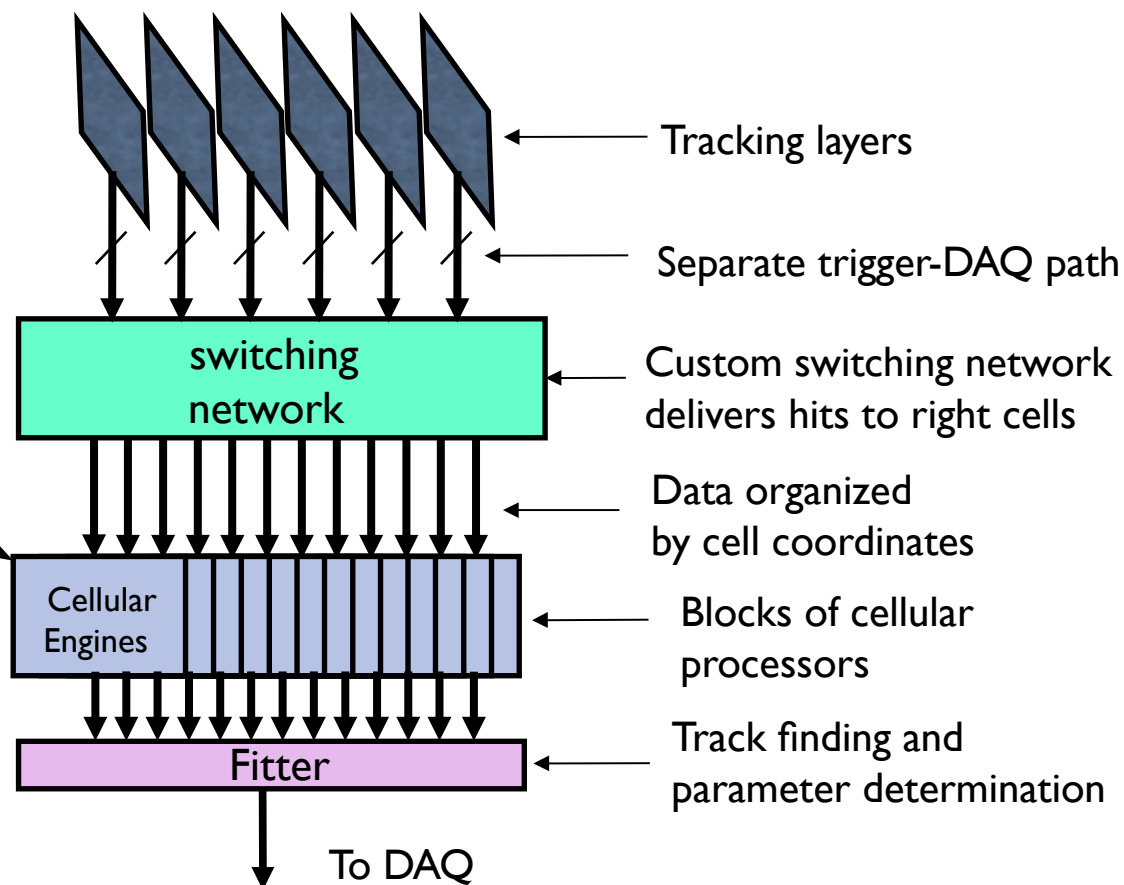 Tracking layers
Separate trigger-DAQ path
switching
network
Custom switching network
delivers hits to right cells
Data organized
by cell coordinates
Cellular
Engines
Blocks of cellular
processors
Fitter
Track finding and
parameter determination
To DAQ